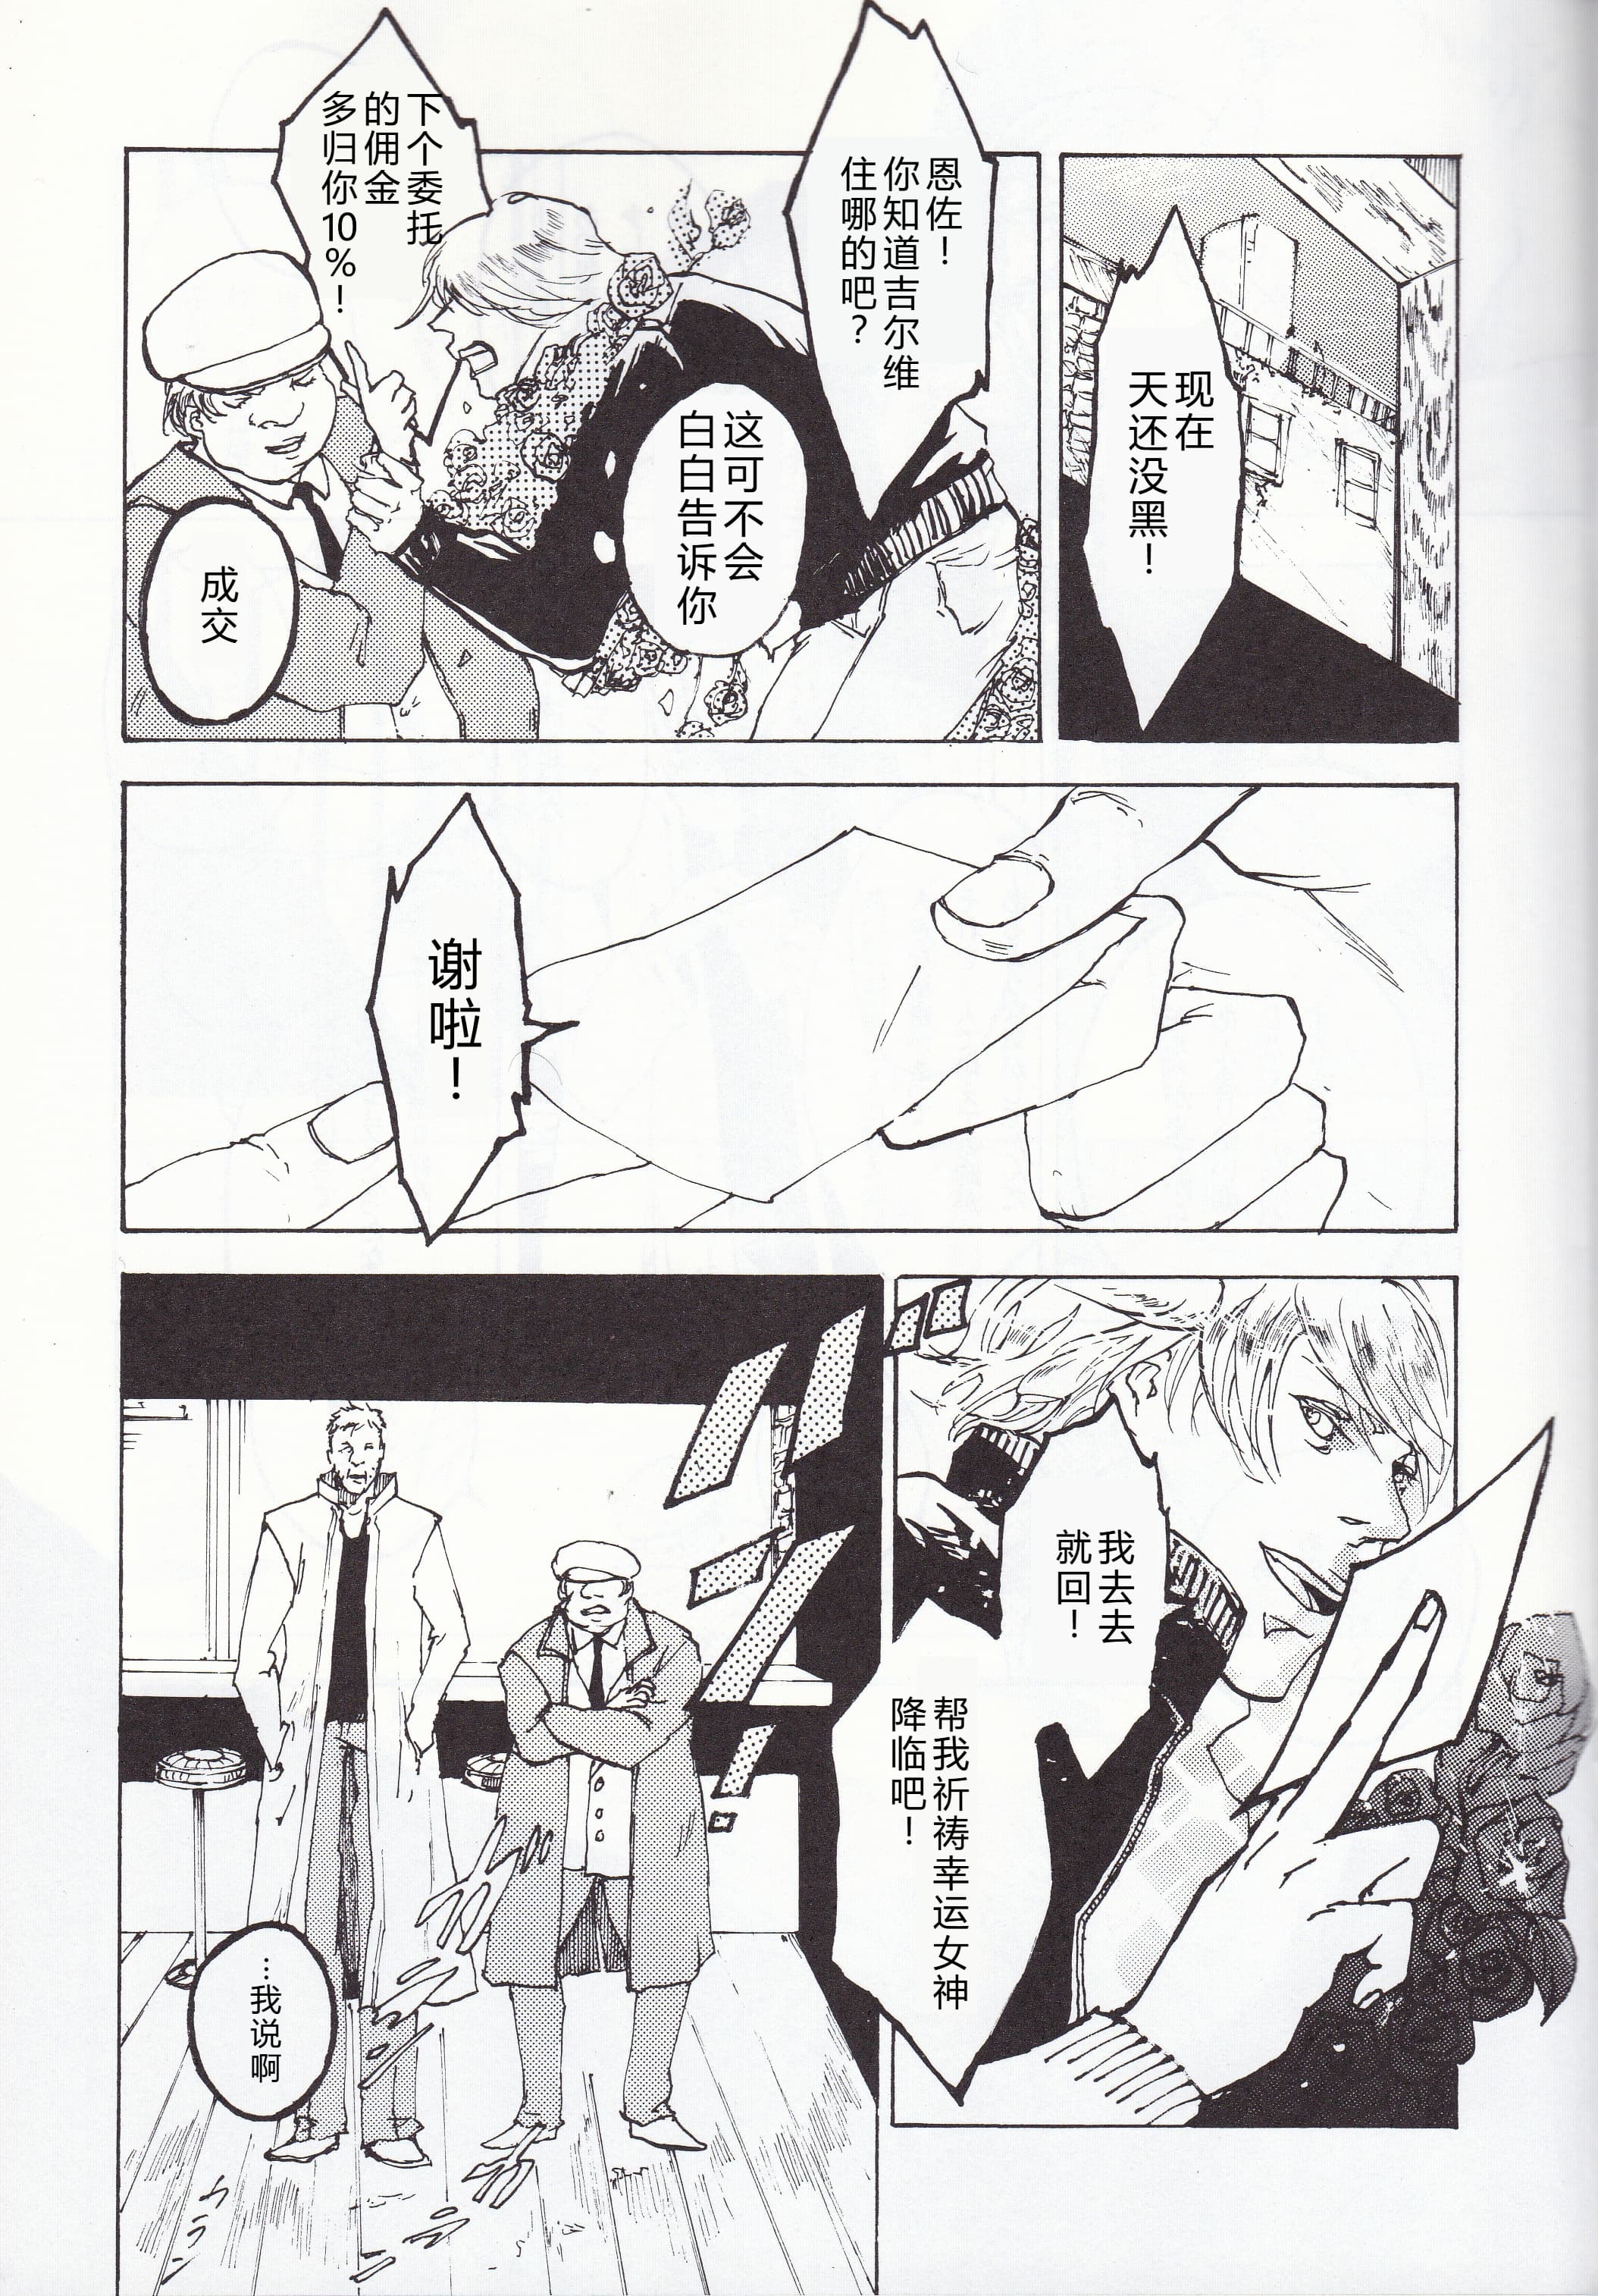 现在
天还没黑！
恩佐！
你知道吉尔维
住哪的吧？
这可不会
白白告诉你
下个委托
的佣金
多归你10%！
成交
谢啦！
我去去
就回！
帮我祈祷幸运女神
降临吧！
…我说啊